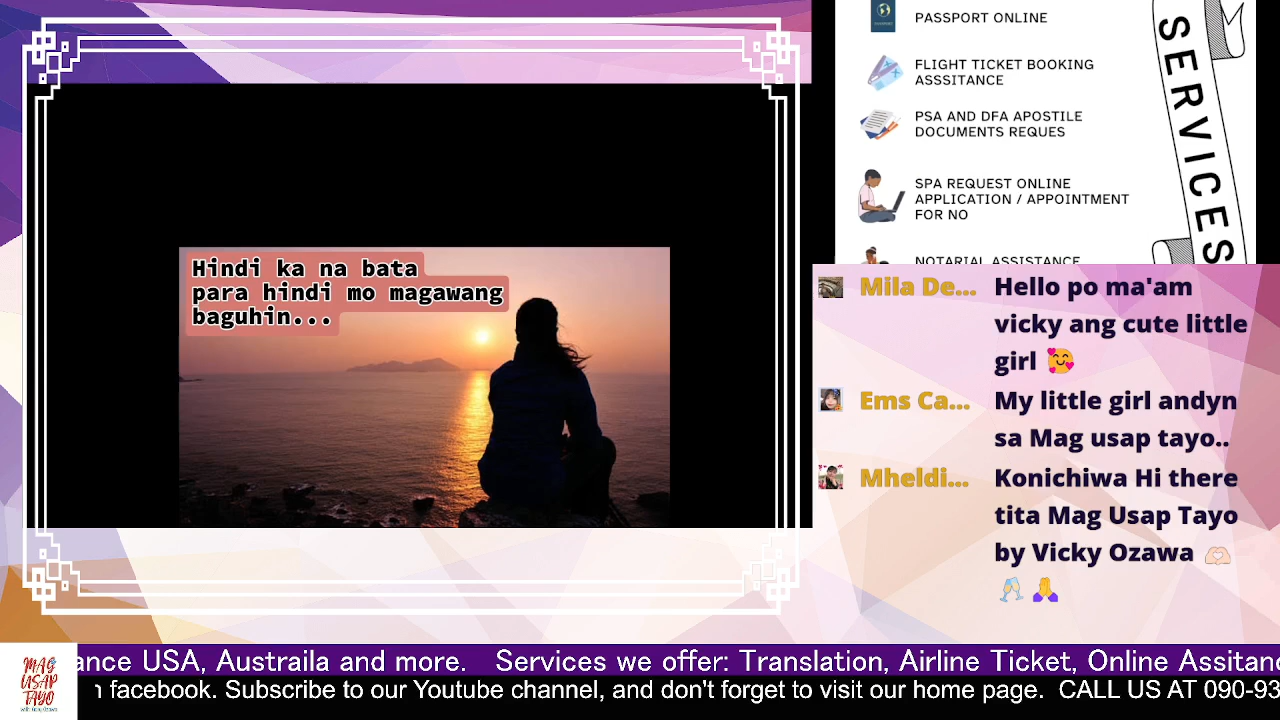 Hindi ka na bata
para hindi mo magawang
baguhin...
PASSPORT ONLINE
FLIGHT TICKET BOOKING
ASSSITANCE
PSA AND DFA APOSTILE
DOCUMENTS REQUES
SPA REQUEST ONLINE
APPLICATION / APPOINTMENT
FOR NO
NOTARIAL ASSISTANCE
SERVICES
Mila De... Hello po ma'am
vicky ang cute little
girl 🥰
Ems Ca... My little girl andyn
sa Mag usap tayo..
Mheldi... Konichiwa Hi there
tita Mag Usap Tayo
by Vicky Ozawa 🫶🏻
🥂 🙏
MAG
USAP
TAYO
ance USA, Austraila and more. Services we offer: Translation, Airline Ticket, Online Assitanc
n facebook. Subscribe to our Youtube channel, and don't forget to visit our home page. CALL US AT 090-93